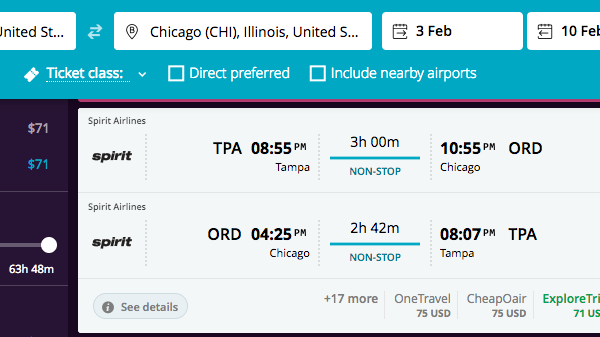 United St...
B Chicago (CHI), Illinois, United S...
3 Feb
10 Feb
Ticket class:
Direct preferred
Include nearby airports
$71
$71
63h 48m
Spirit Airlines
spirit
TPA 08:55 PM
Tampa
3h 00m
NON-STOP
10:55 PM ORD
Chicago
Spirit Airlines
spirit
ORD 04:25 PM
Chicago
2h 42m
NON-STOP
08:07 PM TPA
Tampa
i See details
+17 more
OneTravel
75 USD
CheapOair
75 USD
ExploreTri
71 US